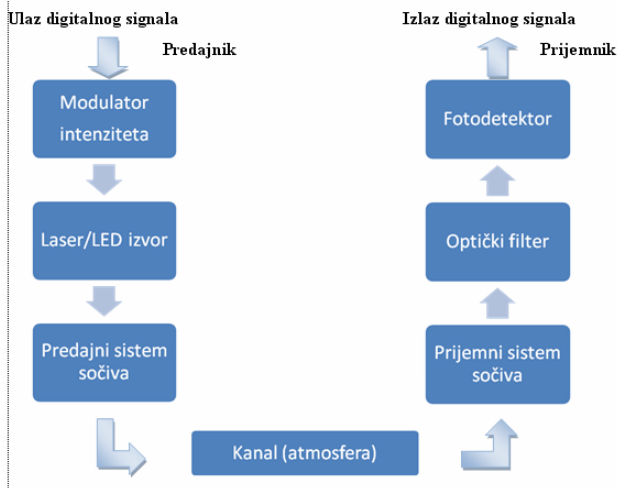 Ulaz digitalnog signala
Predajnik
Modulator
intenziteta
Laser/LED izvor
Predajni sistem
sočiva
Kanal (atmosfera)
Izlaz digitalnog signala
Prijemnik
Fotodetektor
Optički filter
Prijemni sistem
sočiva